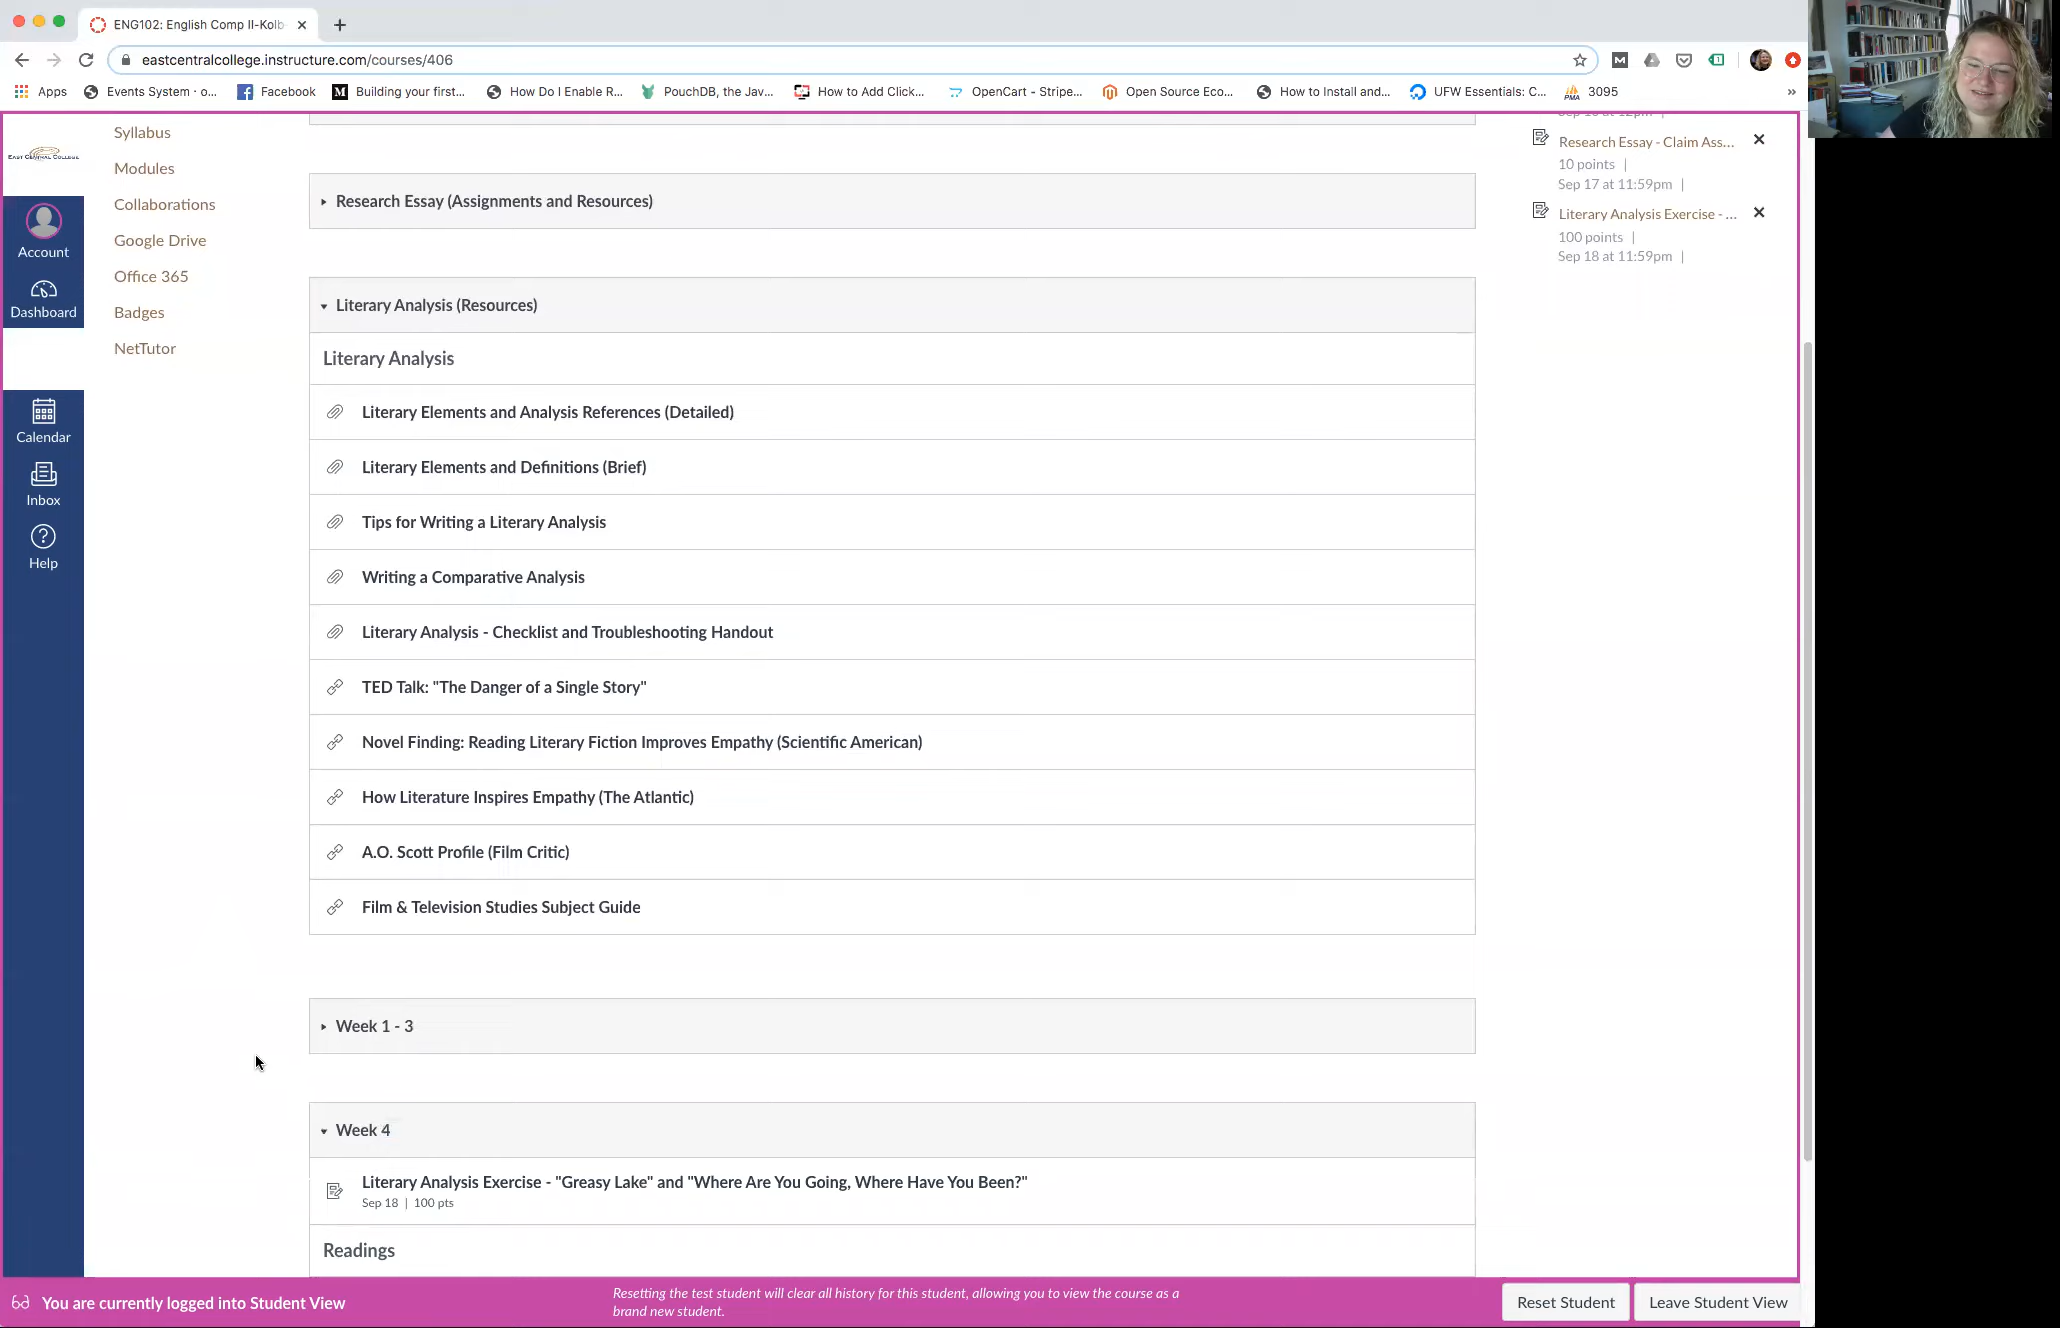 ENG102: English Comp II-Kolb
eastcentralcollege.instructure.com/courses/406
Apps
Events System · o...
Facebook
Building your first...
How Do I Enable R...
PouchDB, the Jav...
How to Add Click...
OpenCart - Stripe...
Open Source Eco...
How to Install and...
UFW Essentials: C...
PMA
3095
»
EAST CENTRAL COLLEGE
Account
Dashboard
Calendar
Inbox
Help
Syllabus
Modules
Collaborations
Google Drive
Office 365
Badges
NetTutor
Research Essay (Assignments and Resources)
Literary Analysis (Resources)
Literary Analysis
Literary Elements and Analysis References (Detailed)
Literary Elements and Definitions (Brief)
Tips for Writing a Literary Analysis
Writing a Comparative Analysis
Literary Analysis - Checklist and Troubleshooting Handout
TED Talk: "The Danger of a Single Story"
Novel Finding: Reading Literary Fiction Improves Empathy (Scientific American)
How Literature Inspires Empathy (The Atlantic)
A.O. Scott Profile (Film Critic)
Film & Television Studies Subject Guide
Week 1 - 3
Week 4
Literary Analysis Exercise - "Greasy Lake" and "Where Are You Going, Where Have You Been?"
Sep 18 | 100 pts
Readings
Research Essay - Claim Ass...
10 points |
Sep 17 at 11:59pm |
Literary Analysis Exercise - ...
100 points |
Sep 18 at 11:59pm |
You are currently logged into Student View
Resetting the test student will clear all history for this student, allowing you to view the course as a
brand new student.
Reset Student
Leave Student View